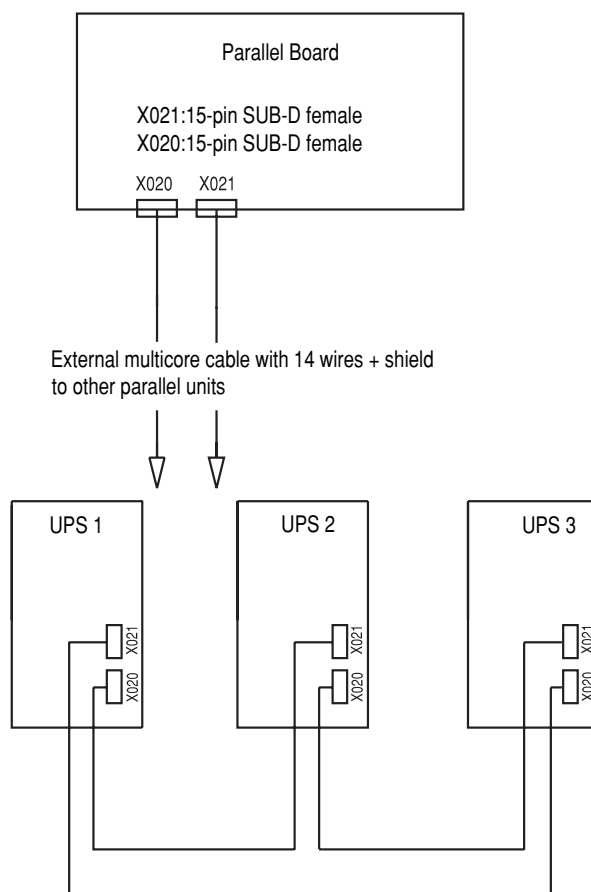 Parallel Board
X021:15-pin SUB-D female
X020:15-pin SUB-D female
X020 X021
External multicore cable with 14 wires + shield
to other parallel units
UPS 1 UPS 2 UPS 3
X021 X021 X021
X020 X020 X020